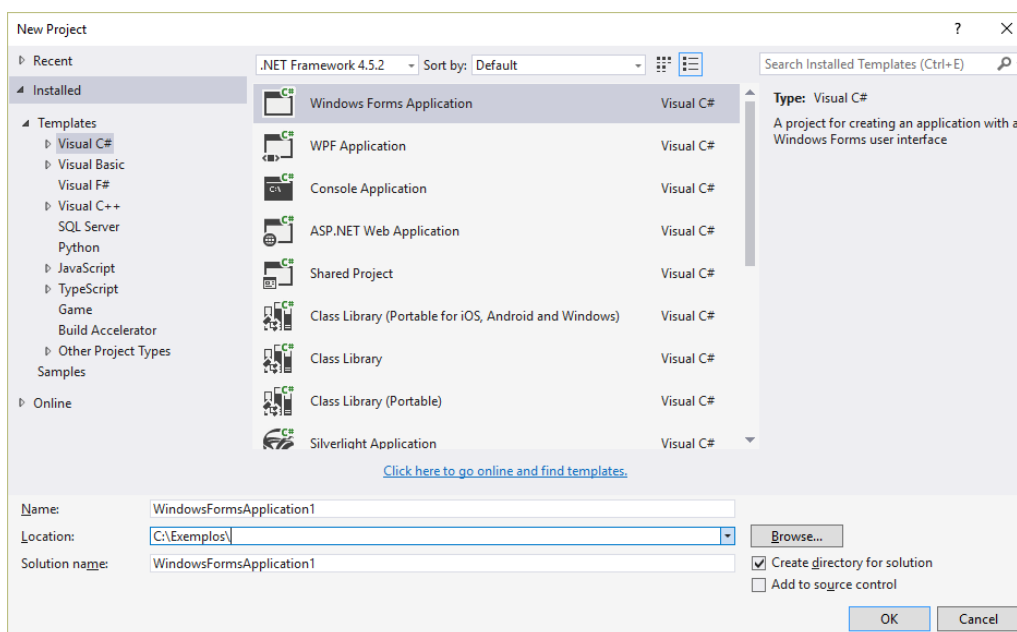 New Project
?
Recent
.NET Framework 4.5.2 Sort by: Default
Search Installed Templates (Ctrl+E)
Installed
Templates
Visual C#
Visual Basic
Visual F#
Visual C++
SQL Server
Python
JavaScript
TypeScript
Game
Build Accelerator
Other Project Types
Samples
Online
Windows Forms Application Visual C#
WPF Application Visual C#
Console Application Visual C#
ASP.NET Web Application Visual C#
Shared Project Visual C#
Class Library (Portable for iOS, Android and Windows) Visual C#
Class Library Visual C#
Class Library (Portable) Visual C#
Silverlight Application Visual C#
Type: Visual C#
A project for creating an application with a
Windows Forms user interface
Click here to go online and find templates.
Name: WindowsFormsApplication1
Location: C:\Exemplos\ Browse...
Solution name: WindowsFormsApplication1
Create directory for solution
Add to source control
OK Cancel